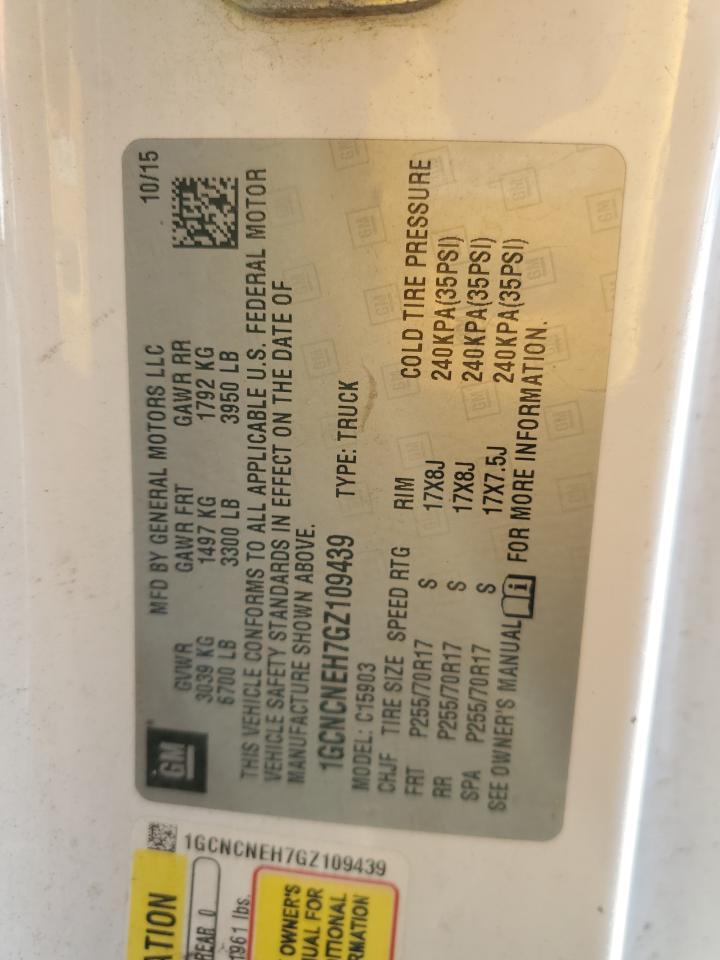 MFD BY GENERAL MOTORS LLC 10/15
GM
GVWR GAWR FRT GAWR RR
3039 KG 1497 KG 1792 KG
6700 LB 3300 LB 3950 LB
THIS VEHICLE CONFORMS TO ALL APPLICABLE U.S. FEDERAL MOTOR
VEHICLE SAFETY STANDARDS IN EFFECT ON THE DATE OF
MANUFACTURE SHOWN ABOVE.
1GCNCNEH7GZ109439 TYPE: TRUCK
MODEL: C15903
CHJF TIRE SIZE SPEED RTG RIM COLD TIRE PRESSURE
FRT P255/70R17 S 17X8J 240KPA(35PSI)
RR P255/70R17 S 17X8J 240KPA(35PSI)
SPA P255/70R17 S 17X7.5J 240KPA(35PSI)
SEE OWNER'S MANUAL i FOR MORE INFORMATION.
1GCNCNEH7GZ109439
ATION
REAR 0
961 lbs.
OWNER'S
UAL FOR
ITIONAL
RMATION